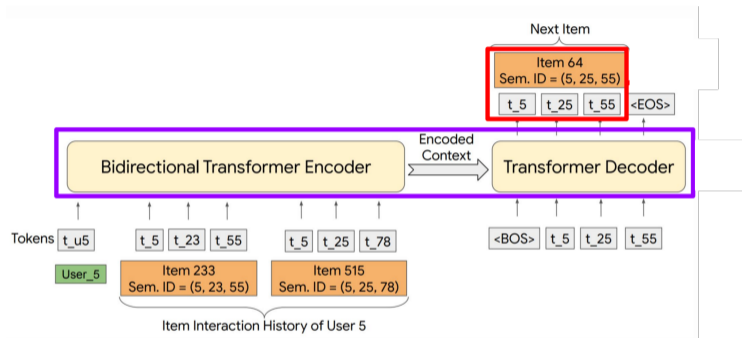 Next Item
Item 64
Sem. ID = (5, 25, 55)
t_5 t_25 t_55 <EOS>
Bidirectional Transformer Encoder
Encoded
Context
Transformer Decoder
Tokens t_u5 t_5 t_23 t_55 t_5 t_25 t_78 <BOS> t_5 t_25 t_55
User_5
Item 233
Sem. ID = (5, 23, 55)
Item 515
Sem. ID = (5, 25, 78)
Item Interaction History of User 5